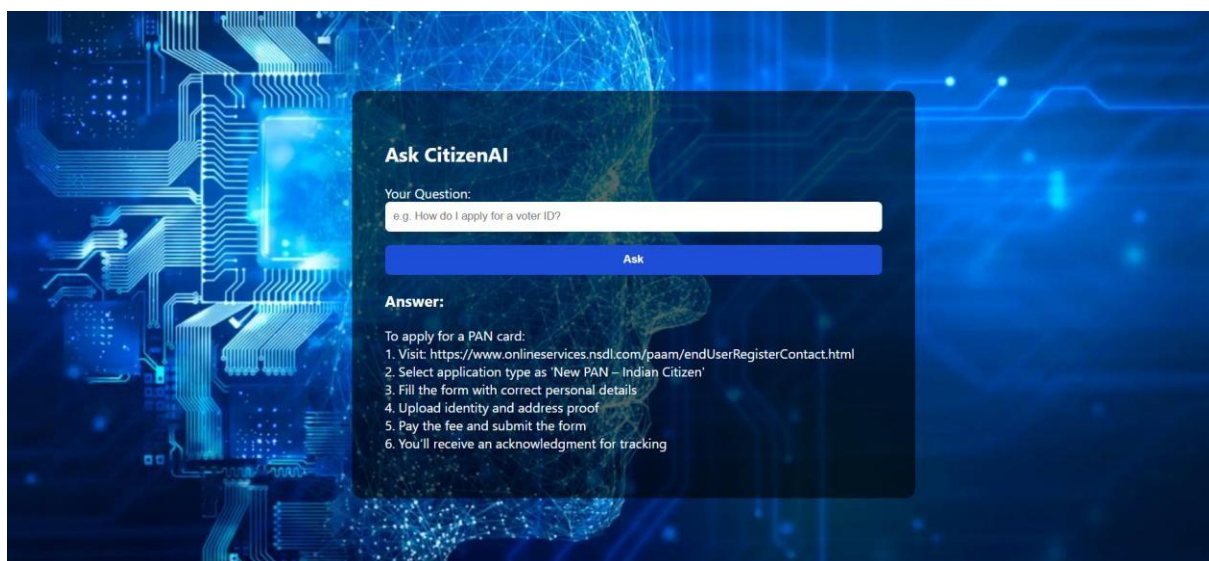 Ask CitizenAI
Your Question:
e.g. How do I apply for a voter ID?
Ask
Answer:
To apply for a PAN card:
1. Visit: https://www.onlineservices.nsdl.com/paam/endUserRegisterContact.html
2. Select application type as 'New PAN – Indian Citizen'
3. Fill the form with correct personal details
4. Upload identity and address proof
5. Pay the fee and submit the form
6. You'll receive an acknowledgment for tracking